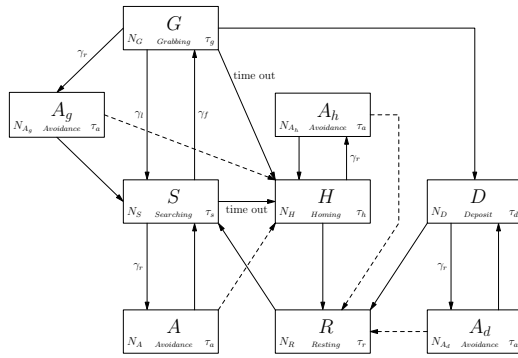 G
N_G Grabbing τ_g
γ_r
time out
A_g
N_{A_g} Avoidance τ_a
γ_l
γ_f
A_h
N_{A_h} Avoidance τ_a
γ_r
S
N_S Searching τ_s
time out
H
N_H Homing τ_h
D
N_D Deposit τ_d
γ_r
γ_r
A
N_A Avoidance τ_a
R
N_R Resting τ_r
A_d
N_{A_d} Avoidance τ_a